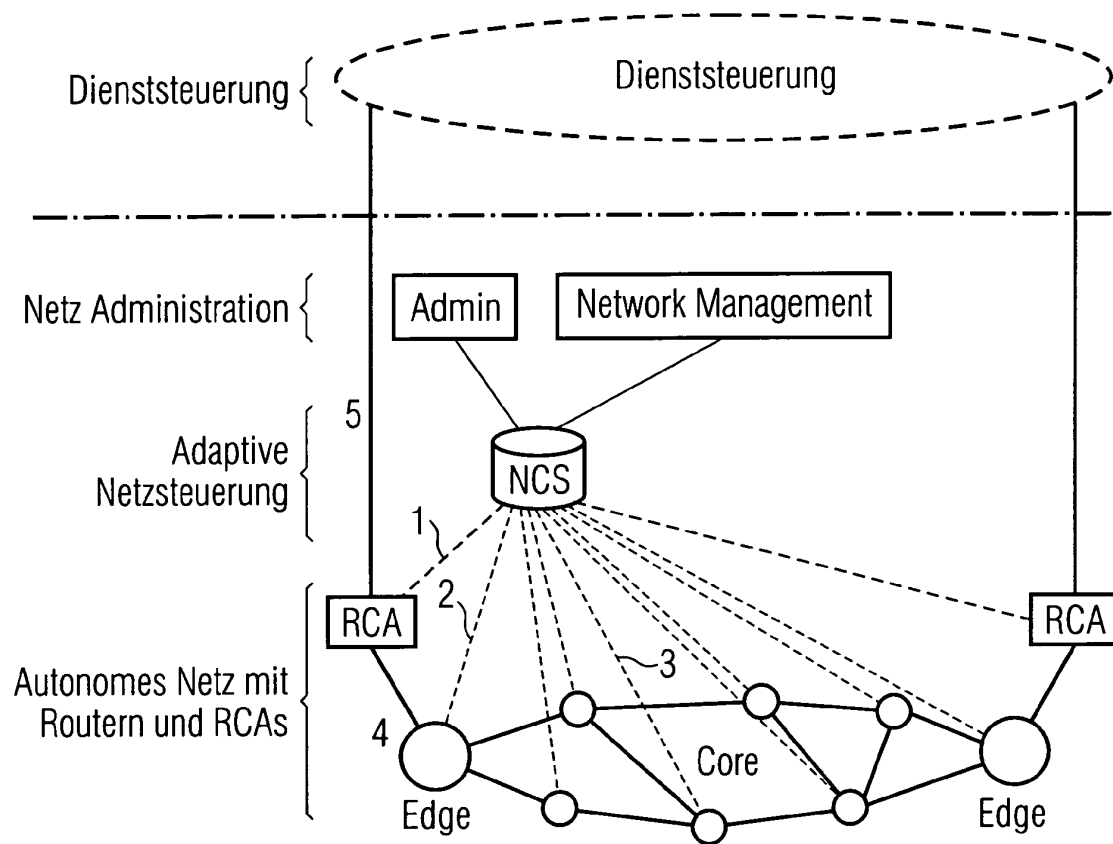 Dienststeuerung
Dienststeuerung
Netz Administration
Admin
Network Management
5
Adaptive
Netzsteuerung
NCS
1
2
RCA
RCA
3
Autonomes Netz mit
Routern und RCAs
4
Core
Edge
Edge